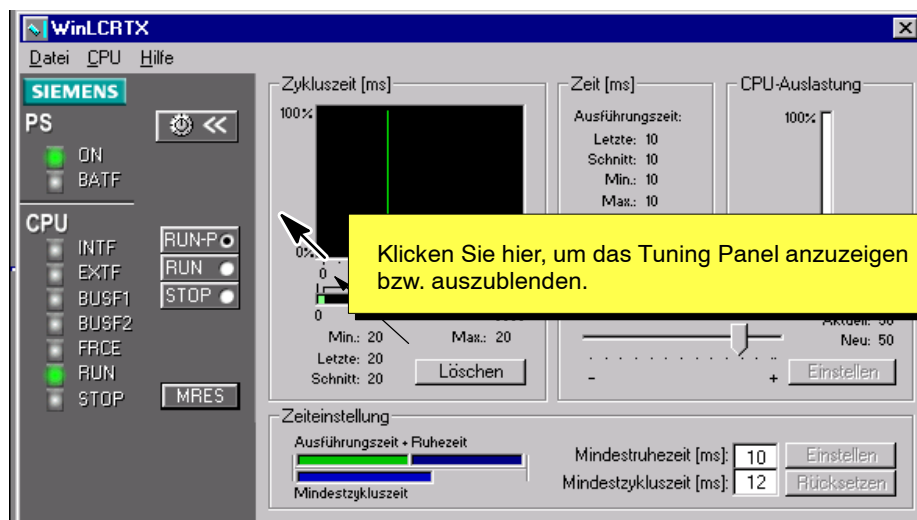 WinLCRTX
Datei CPU Hilfe
SIEMENS
PS
ON
BATF
CPU
INTF
EXTF
BUSF1
BUSF2
FRCE
RUN
STOP
RUN-P
RUN
STOP
MRES
Zykluszeit [ms]
100%
0%
0
0
Min.: 20 Max.: 20
Letzte: 20
Schnitt: 20
Löschen
Zeit [ms]
Ausführungszeit:
Letzte: 10
Schnitt: 10
Min.: 10
Max.: 10
CPU-Auslastung
100%
Klicken Sie hier, um das Tuning Panel anzuzeigen
bzw. auszublenden.
Neu: 50
- +
Einstellen
Zeiteinstellung
Ausführungszeit + Ruhezeit
Mindestzykluszeit
Mindestruhezeit [ms]: 10 Einstellen
Mindestzykluszeit [ms]: 12 Rücksetzen